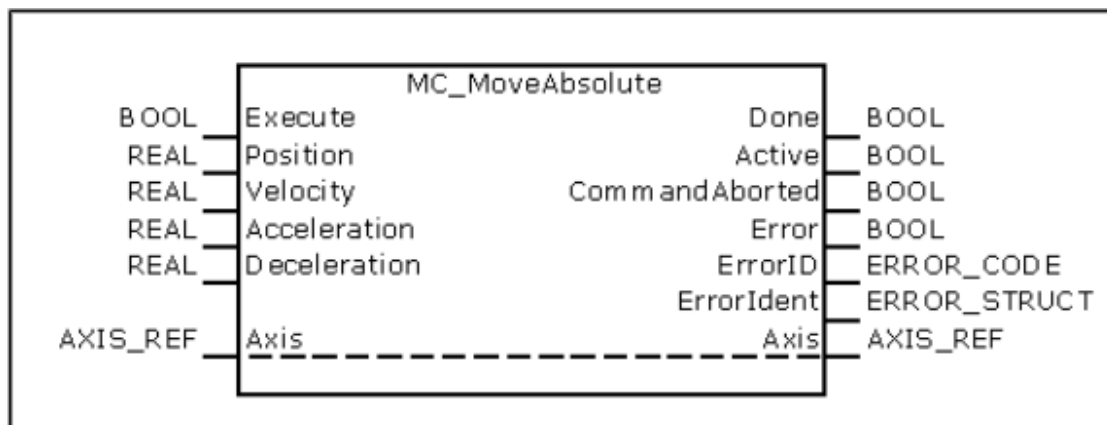 MC_MoveAbsolute
BOOL Execute Done BOOL
REAL Position Active BOOL
REAL Velocity CommandAborted BOOL
REAL Acceleration Error BOOL
REAL Deceleration ErrorID ERROR_CODE
ErrorIdent ERROR_STRUCT
AXIS_REF Axis Axis AXIS_REF